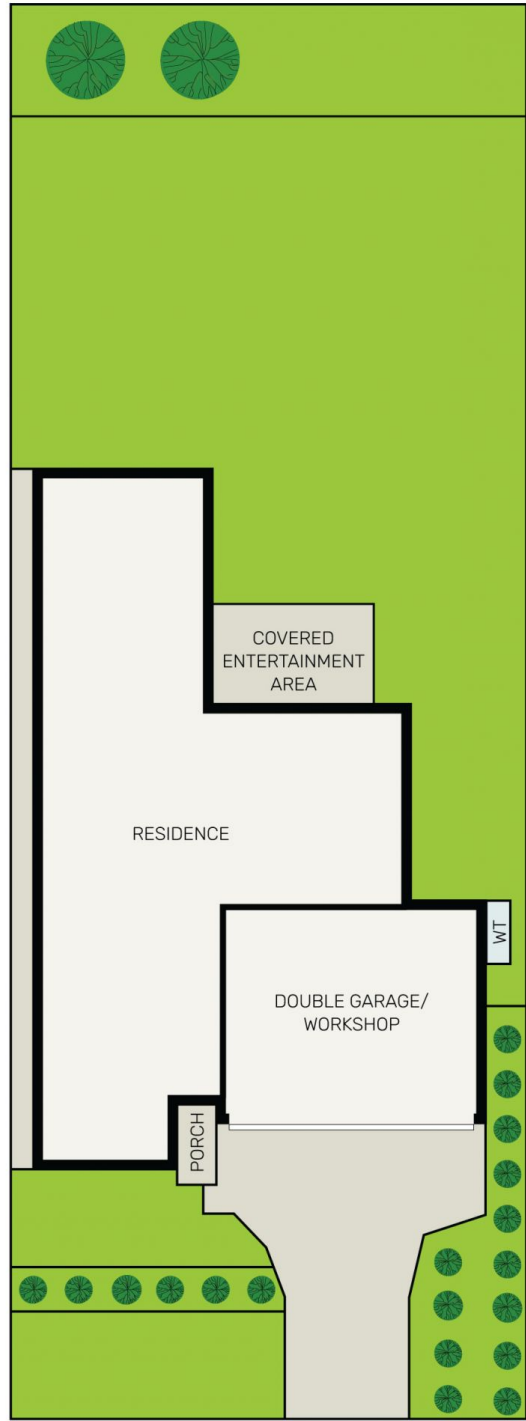 COVERED
ENTERTAINMENT
AREA
RESIDENCE
WT
DOUBLE GARAGE/
WORKSHOP
PORCH